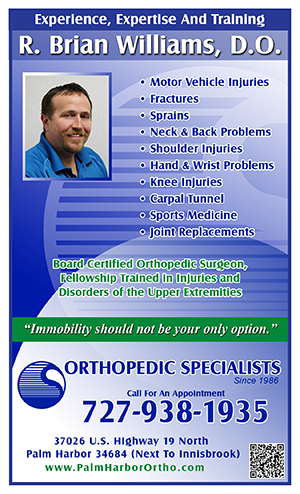 Experience, Expertise And Training
R. Brian Williams, D.O.
• Motor Vehicle Injuries
• Fractures
• Sprains
• Neck & Back Problems
• Shoulder Injuries
• Hand & Wrist Problems
• Knee Injuries
• Carpal Tunnel
• Sports Medicine
• Joint Replacements
Board Certified Orthopedic Surgeon,
Fellowship Trained in Injuries and
Disorders of the Upper Extremities
“Immobility should not be your only option.”
ORTHOPEDIC SPECIALISTS
Since 1986
Call For An Appointment
727-938-1935
37026 U.S. Highway 19 North
Palm Harbor 34684 (Next To Innisbrook)
www.PalmHarborOrtho.com